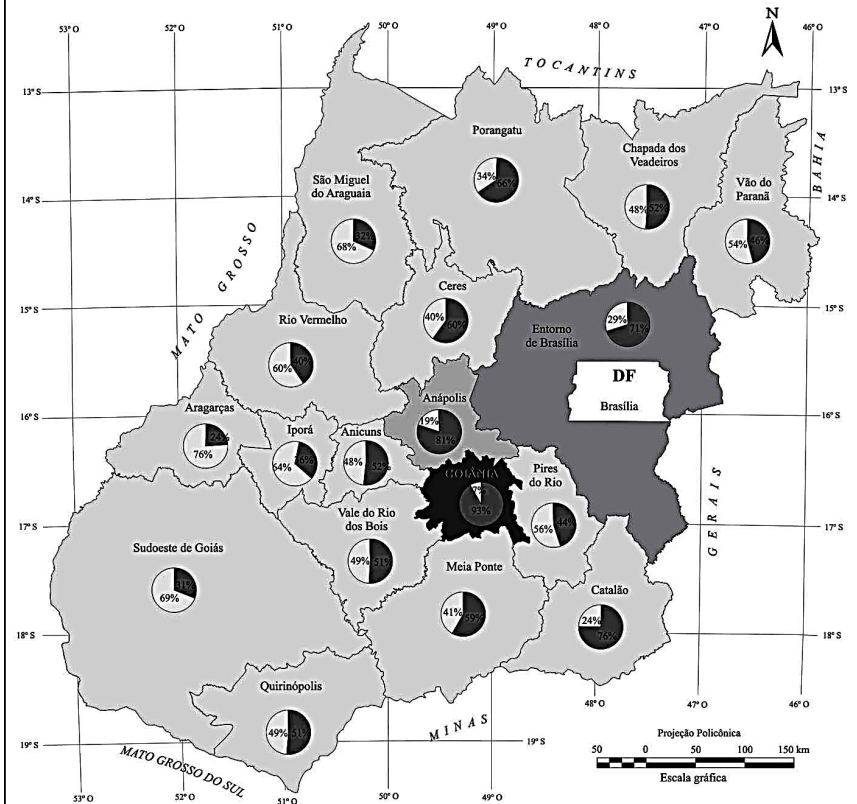 N
53° O
52° O
51° O
50° O
49° O
48° O
47° O
46° O
TOCANTINS
13° S
13° S
Porangatu
34% 66%
Chapada dos
Veadeiros
48% 52%
BAHIA
São Miguel
do Araguaia
32%
68%
Vão do
Paranã
54% 46%
14° S
14° S
MATO GROSSO
Ceres
40% 60%
Rio Vermelho
60% 40%
Entorno
de Brasília
29%
71%
15° S
15° S
DF
Brasília
Anápolis
19%
81%
Aragarças
24%
76%
Iporá
64%
Anicuns
48% 52%
16° S
16° S
GOIÂNIA
7%
93%
Pires
do Rio
56% 44%
GERAIS
17° S
17° S
Vale do Rio
dos Bois
49% 51%
Sudoeste de Goiás
31%
69%
Meia Ponte
41% 59%
Catalão
24%
76%
18° S
18° S
Quirinópolis
49% 51%
MINAS
48° O
47° O
46° O
19° S
19° S
MATO GROSSO DO SUL
Projeção Policônica
50 0 50 100 150 km
Escala gráfica
53° O
52° O
51° O
50° O
49° O